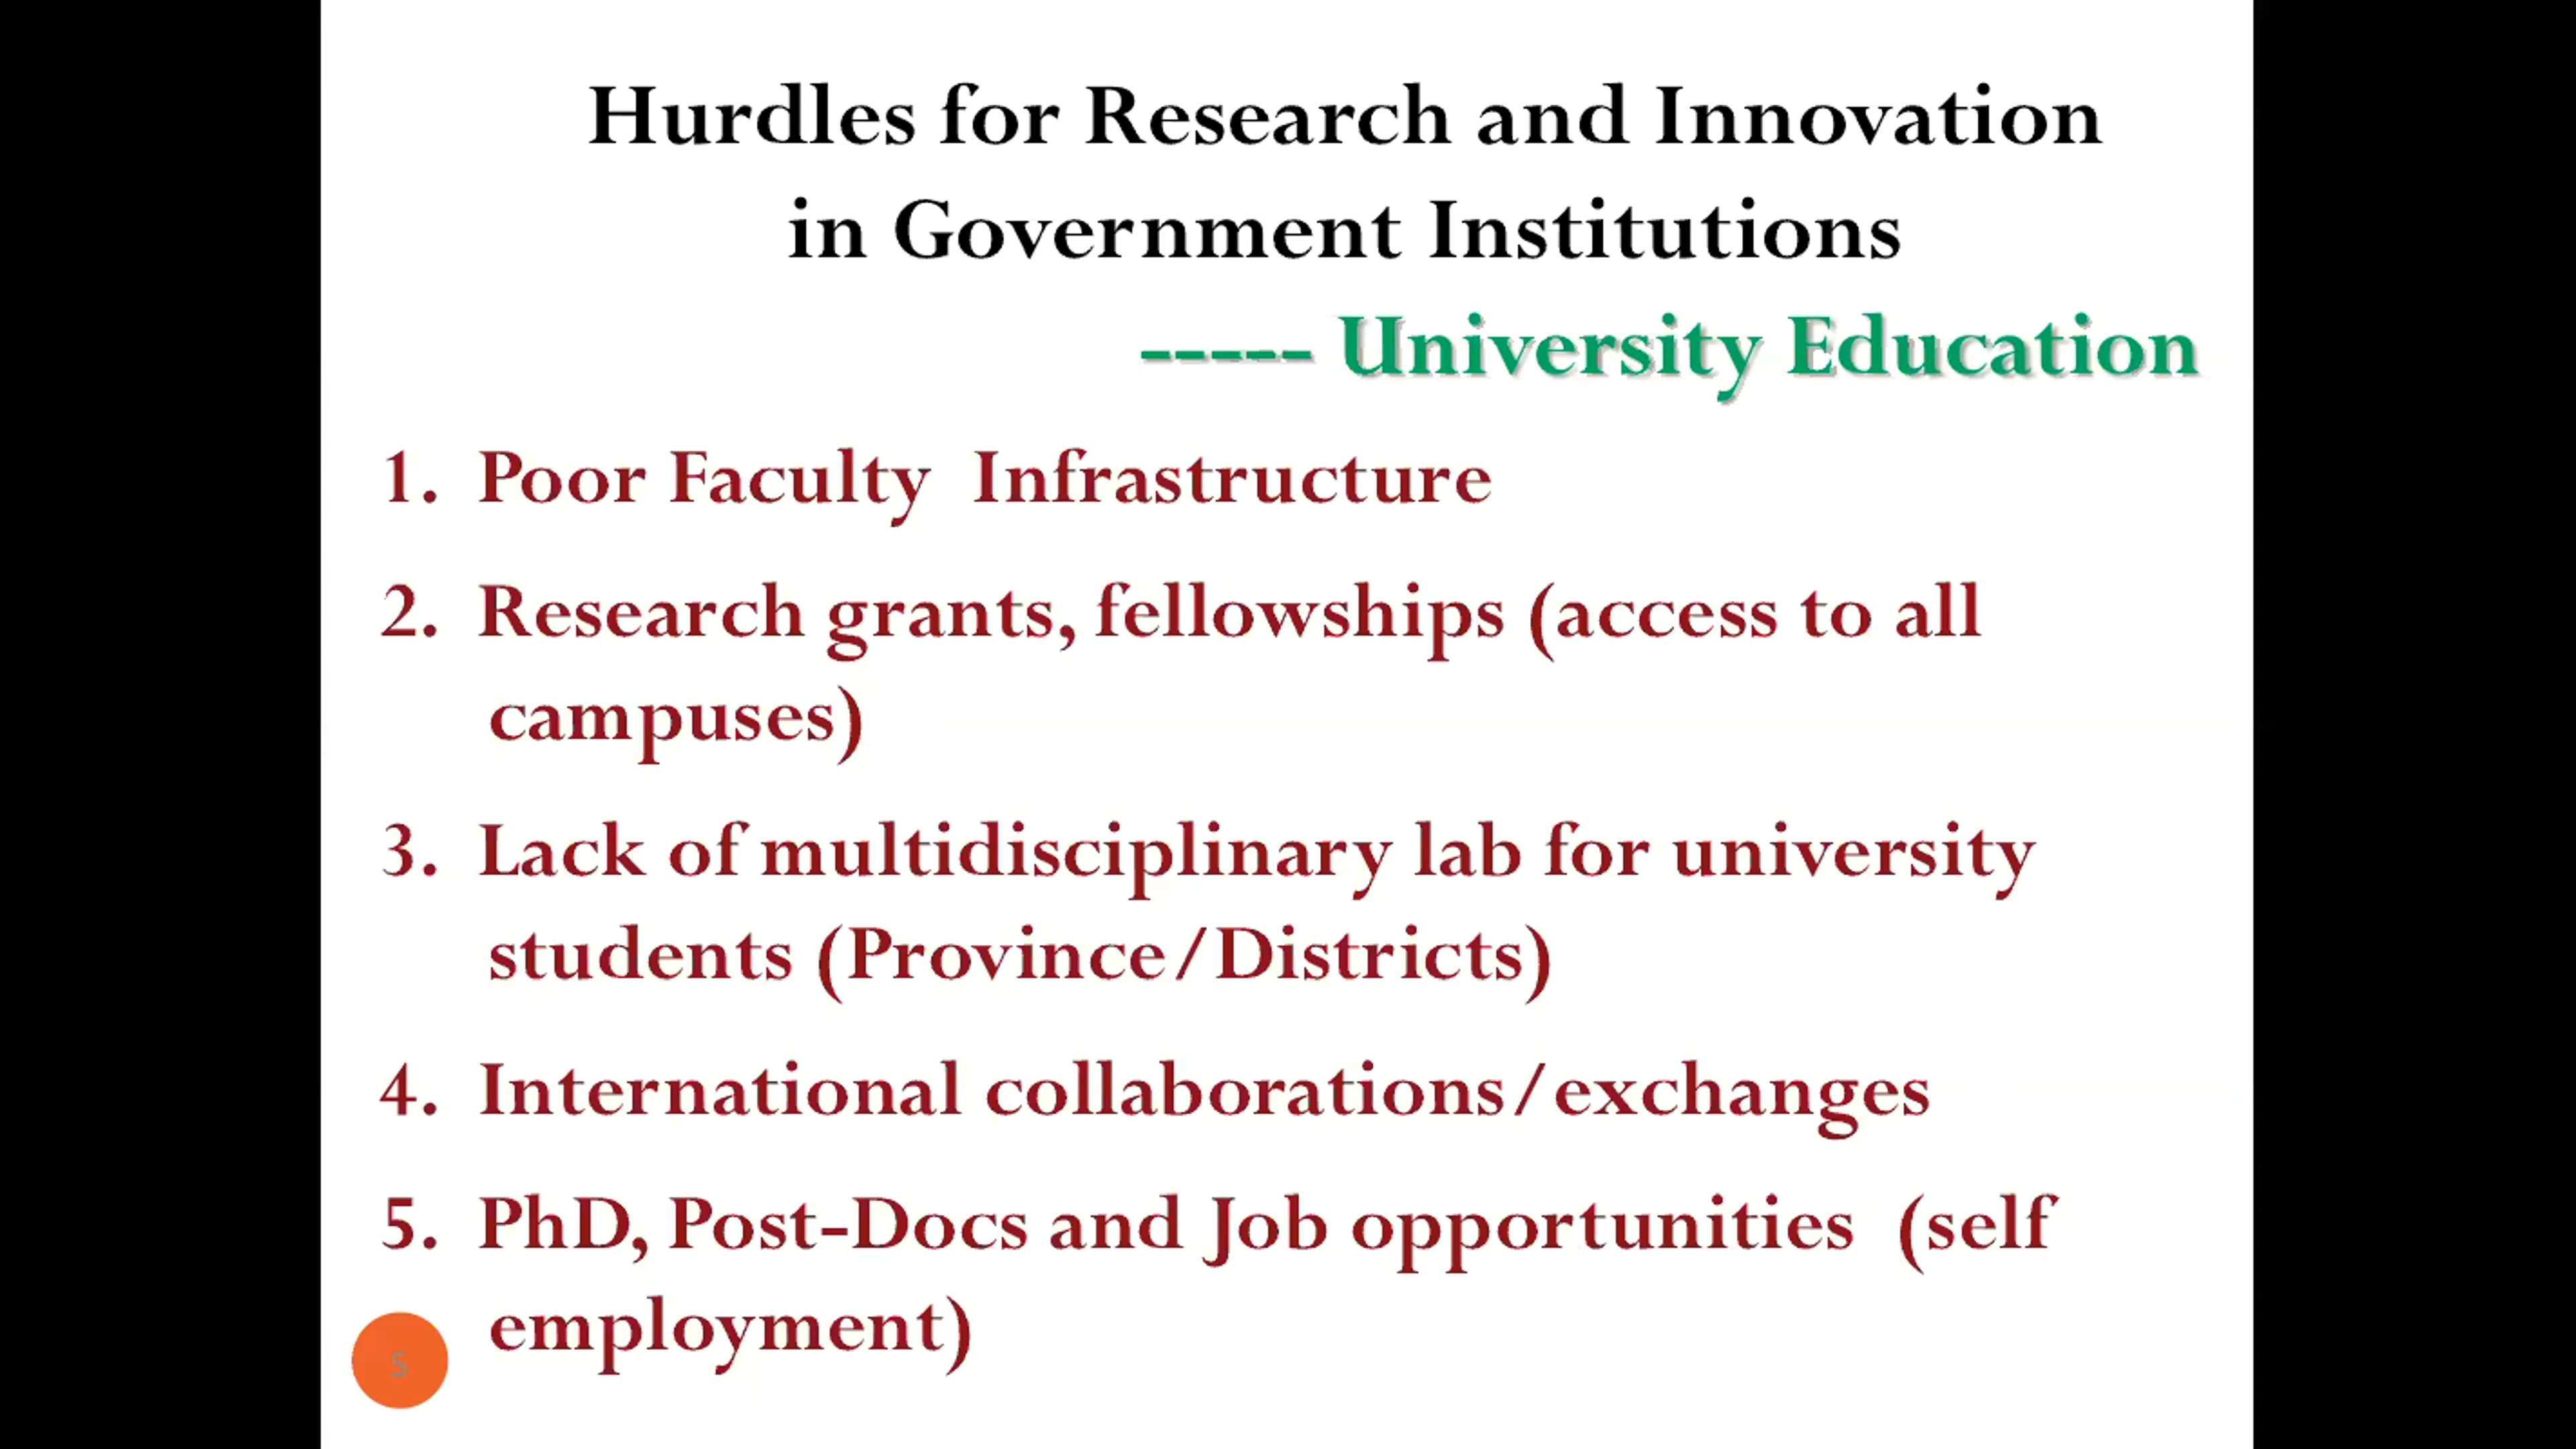 Hurdles for Research and Innovation
in Government Institutions
----- University Education
1. Poor Faculty Infrastructure
2. Research grants, fellowships (access to all
campuses)
3. Lack of multidisciplinary lab for university
students (Province/Districts)
4. International collaborations/exchanges
5. PhD, Post-Docs and Job opportunities (self
employment)
5